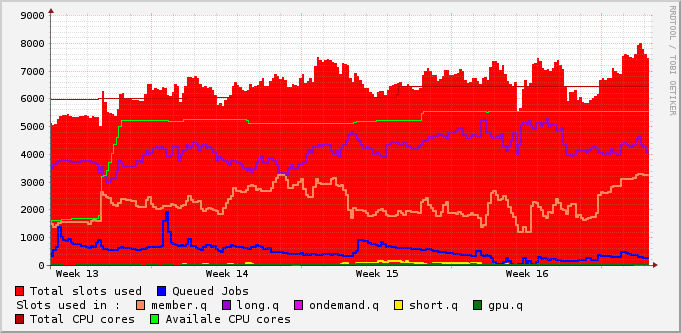 9000
8000
7000
6000
5000
4000
3000
2000
1000
0
Week 13 Week 14 Week 15 Week 16
RRDTOOL / TOBI OETIKER
Total slots used Queued Jobs
Slots used in : member.q long.q ondemand.q short.q gpu.q
Total CPU cores Availale CPU cores